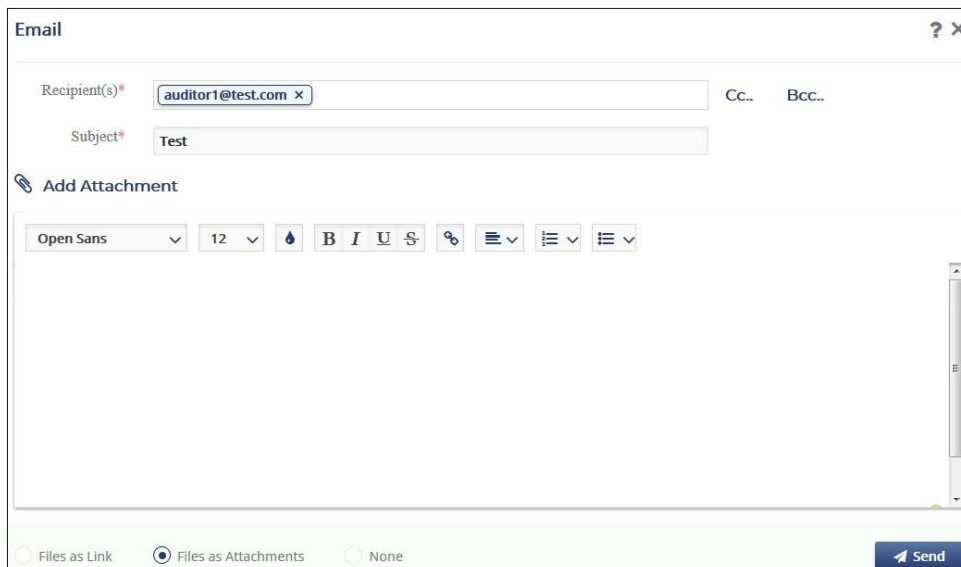 Email ? ×
Recipient(s)* auditor1@test.com × Cc.. Bcc..
Subject* Test
Add Attachment
Open Sans 12 B I U S
Files as Link Files as Attachments None Send